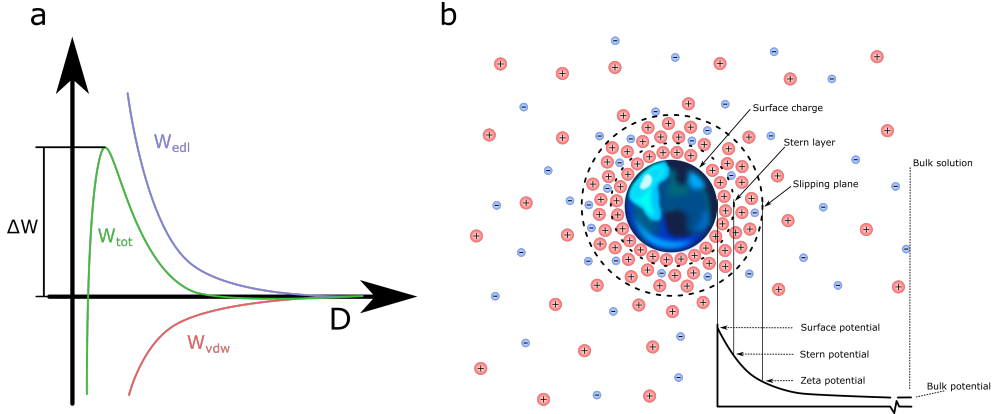 a
b
W_edl
ΔW
W_tot
D
W_vdw
Surface charge
Stern layer
Bulk solution
Slipping plane
Surface potential
Stern potential
Zeta potential
Bulk potential